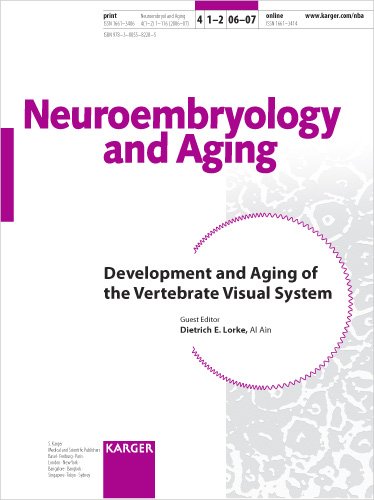 print
ISSN 1661–3406
Neuroembryol and Aging
4(1–2) 1–116 (2006–07)
4 1–2 06–07
online
ISSN 1661–3414
www.karger.com/nba
ISBN 978–3–8055–8228–5
Neuroembryology
and Aging
Development and Aging of
the Vertebrate Visual System
Guest Editor
Dietrich E. Lorke, Al Ain
S. Karger
Medical and Scientific Publishers
Basel · Freiburg · Paris
London · New York
Bangalore · Bangkok
Singapore · Tokyo · Sydney
KARGER